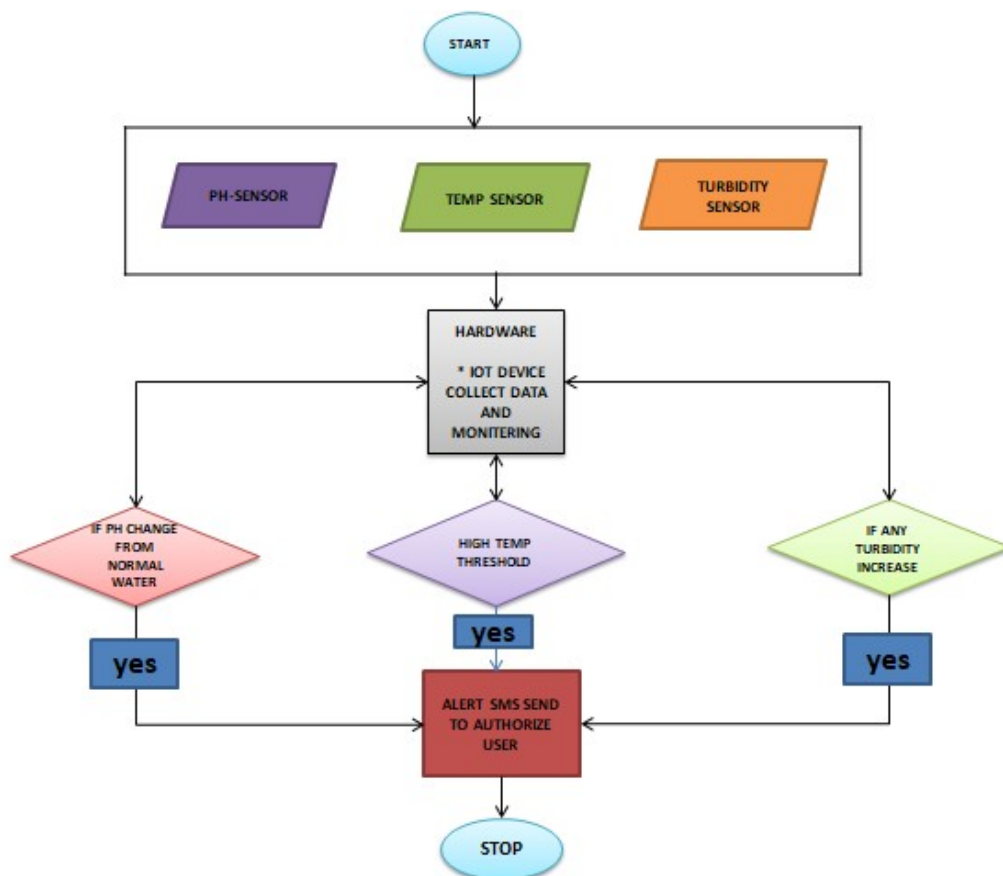 START
PH-SENSOR
TEMP SENSOR
TURBIDITY
SENSOR
HARDWARE
* IOT DEVICE
COLLECT DATA
AND
MONITERING
IF PH CHANGE
FROM
NORMAL
WATER
HIGH TEMP
THRESHOLD
IF ANY
TURBIDITY
INCREASE
yes
yes
yes
ALERT SMS SEND
TO AUTHORIZE
USER
STOP